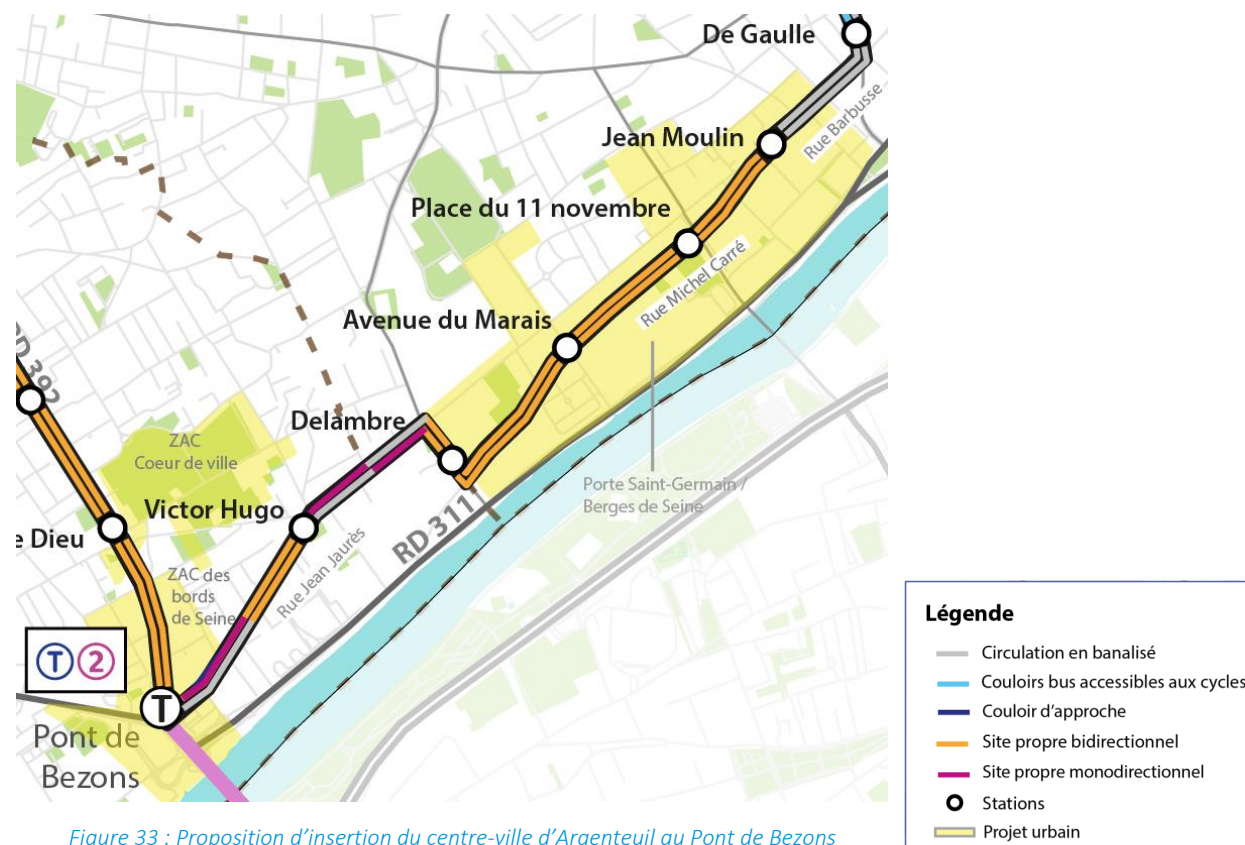 De Gaulle
Rue Barbusse
Jean Moulin
Place du 11 novembre
Rue Michel Carré
Avenue du Marais
RD 392
Delambre
ZAC
Coeur de ville
Porte Saint-Germain /
Berges de Seine
Victor Hugo
RD 311
e Dieu
Rue Jean Jaurès
ZAC des
bords
de Seine
T 2
T
Pont de
Bezons
Légende
Circulation en banalisé
Couloirs bus accessibles aux cycles
Couloir d'approche
Site propre bidirectionnel
Site propre monodirectionnel
Stations
Projet urbain
Figure 33 : Proposition d'insertion du centre-ville d'Argenteuil au Pont de Bezons